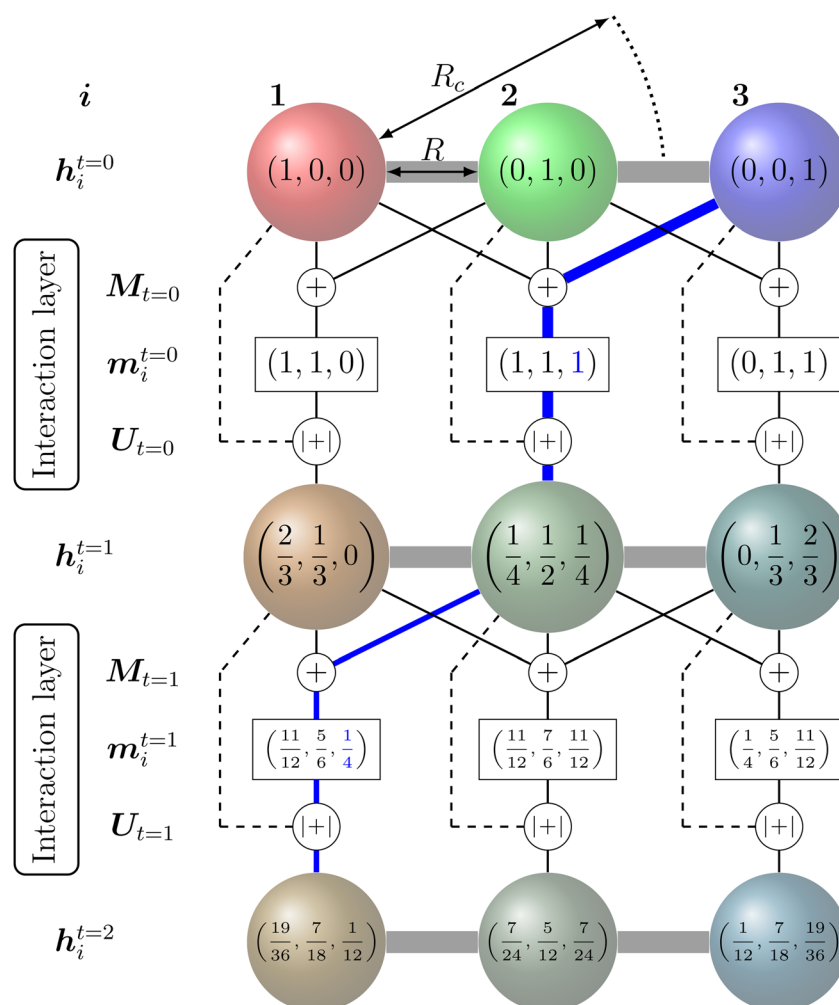 R_c
i 1 2 3
h_i^{t=0} (1, 0, 0) R (0, 1, 0) (0, 0, 1)
Interaction layer
M_{t=0} + + +
m_i^{t=0} (1, 1, 0) (1, 1, 1) (0, 1, 1)
U_{t=0} |+| |+| |+|
h_i^{t=1} (2/3, 1/3, 0) (1/4, 1/2, 1/4) (0, 1/3, 2/3)
Interaction layer
M_{t=1} + + +
m_i^{t=1} (11/12, 5/6, 1/4) (11/12, 7/6, 11/12) (1/4, 5/6, 11/12)
U_{t=1} |+| |+| |+|
h_i^{t=2} (19/36, 7/18, 1/12) (7/24, 5/12, 7/24) (1/12, 7/18, 19/36)